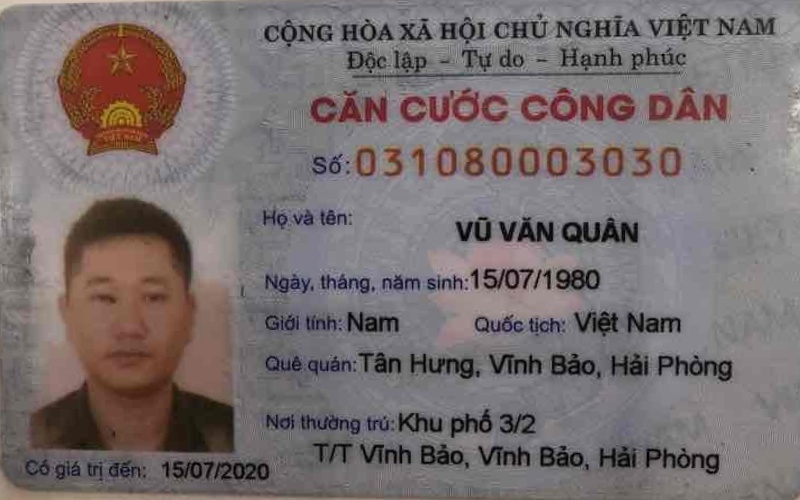 CỘNG HÒA XÃ HỘI CHỦ NGHĨA VIỆT NAM
Độc lập - Tự do - Hạnh phúc
CĂN CƯỚC CÔNG DÂN
Số: 031080003030
Họ và tên:
VŨ VĂN QUÂN
Ngày, tháng, năm sinh: 15/07/1980
Giới tính: Nam Quốc tịch: Việt Nam
Quê quán: Tân Hưng, Vĩnh Bảo, Hải Phòng
Nơi thường trú: Khu phố 3/2
T/T Vĩnh Bảo, Vĩnh Bảo, Hải Phòng
Có giá trị đến: 15/07/2020